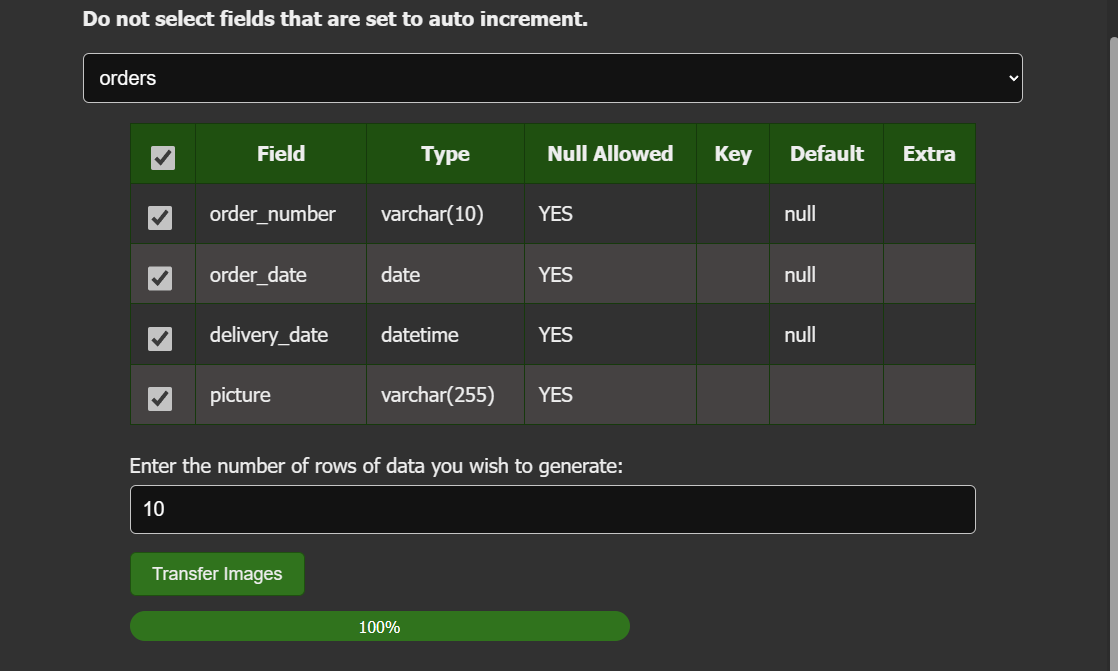 Do not select fields that are set to auto increment.
orders
Field Type Null Allowed Key Default Extra
order_number varchar(10) YES null
order_date date YES null
delivery_date datetime YES null
picture varchar(255) YES
Enter the number of rows of data you wish to generate:
10
Transfer Images
100%